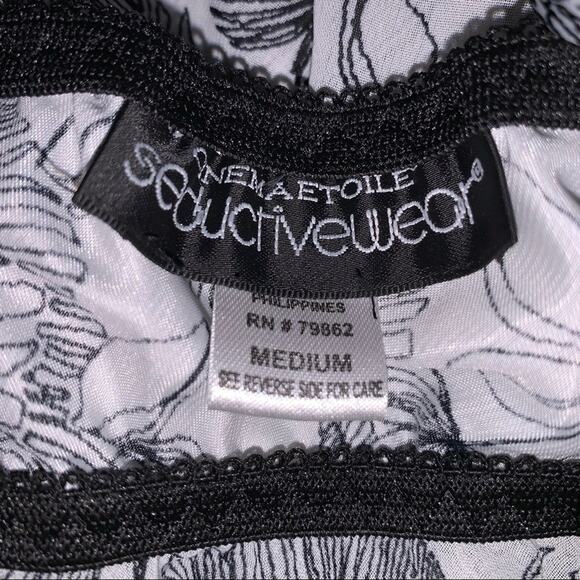 CINEMA ETOILE
seductivewear®
PHILIPPINES
RN # 79862
MEDIUM
SEE REVERSE SIDE FOR CARE